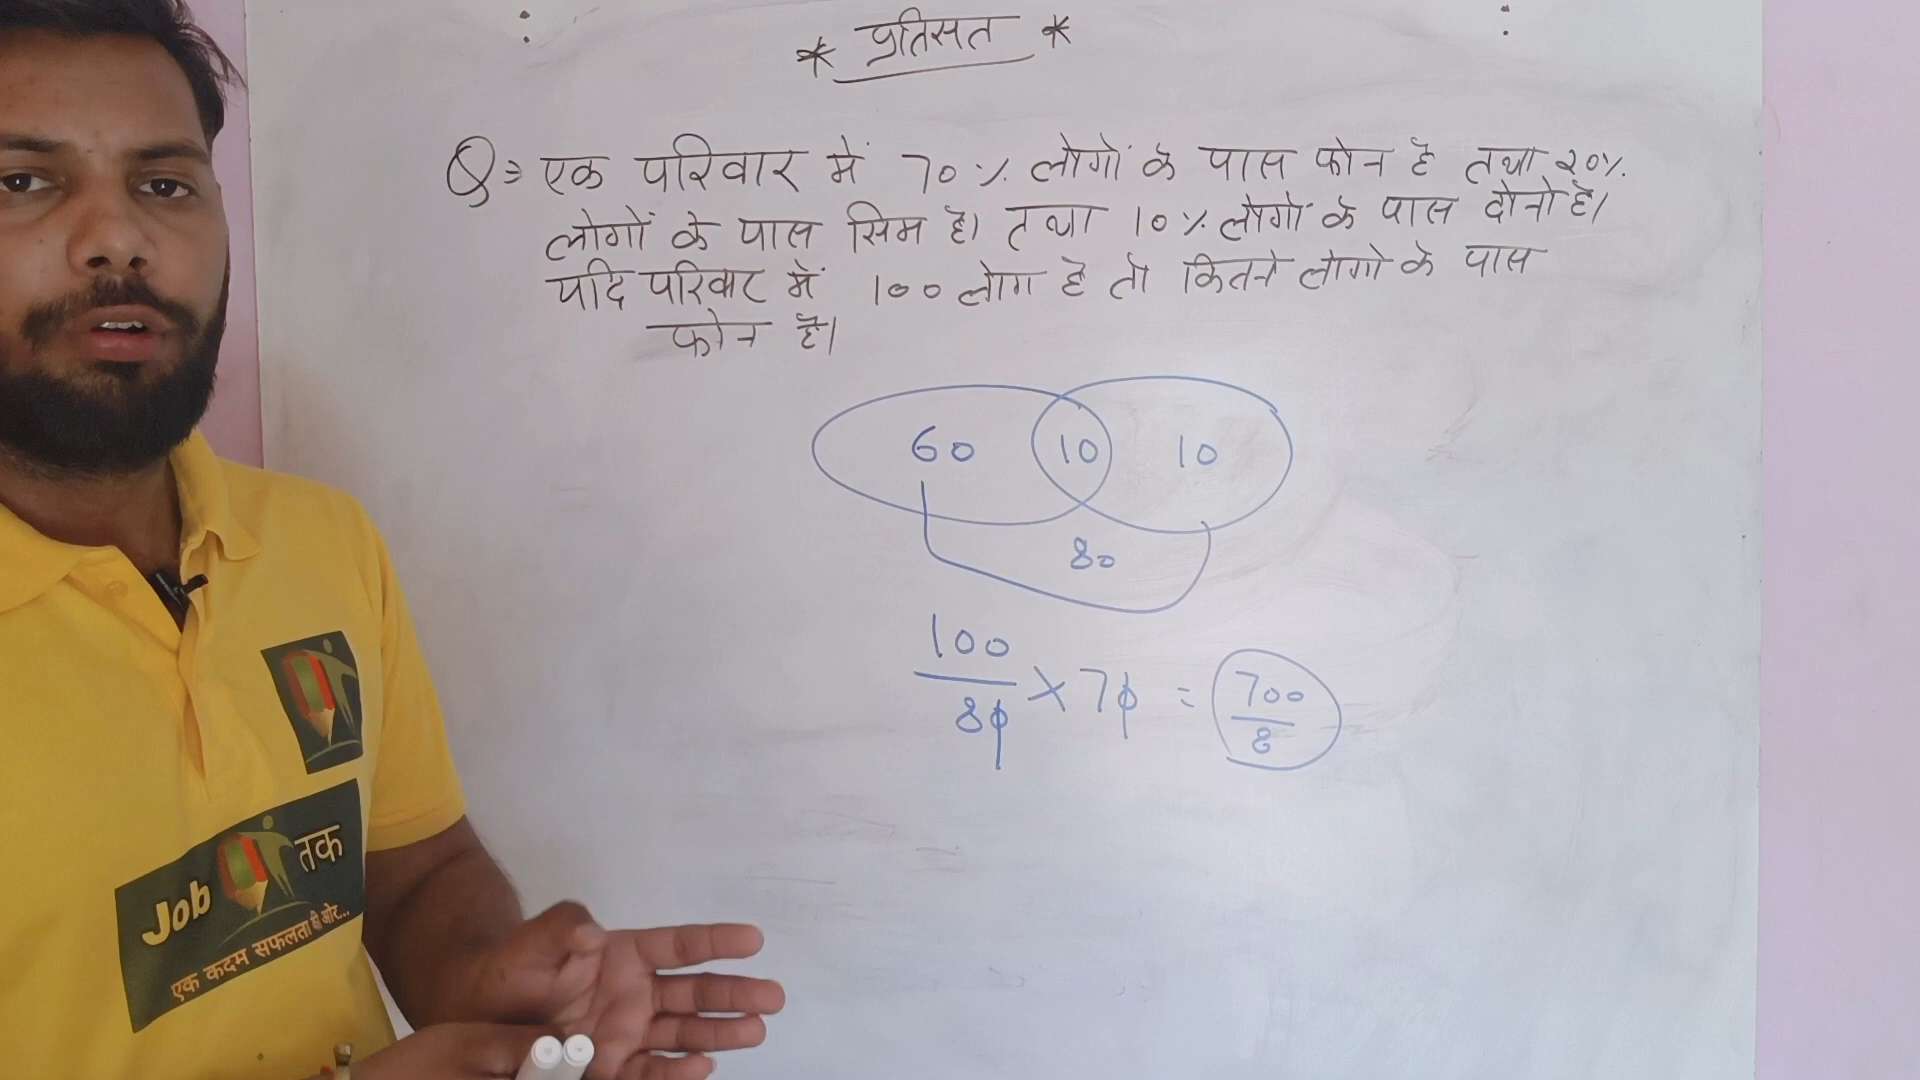 * प्रतिसत *
Q⇒ एक परिवार में 70% लोगों के पास फोन है तथा 20%
लोगों के पास सिम है। तथा 10% लोगों के पास दोनो है।
यदि परिवार में 100 लोग है तो कितने लोगो के पास
फोन है।
60 10 10
80
100/80 × 70 = 700/8
Job तक
एक कदम सफलता की ओर...